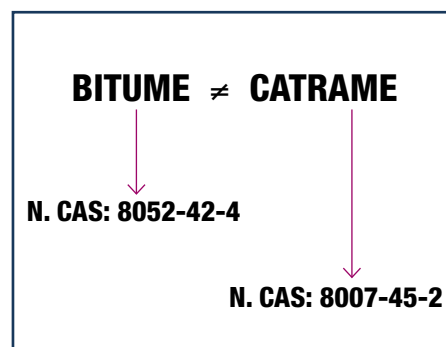 BITUME ≠ CATRAME
N. CAS: 8052-42-4
N. CAS: 8007-45-2